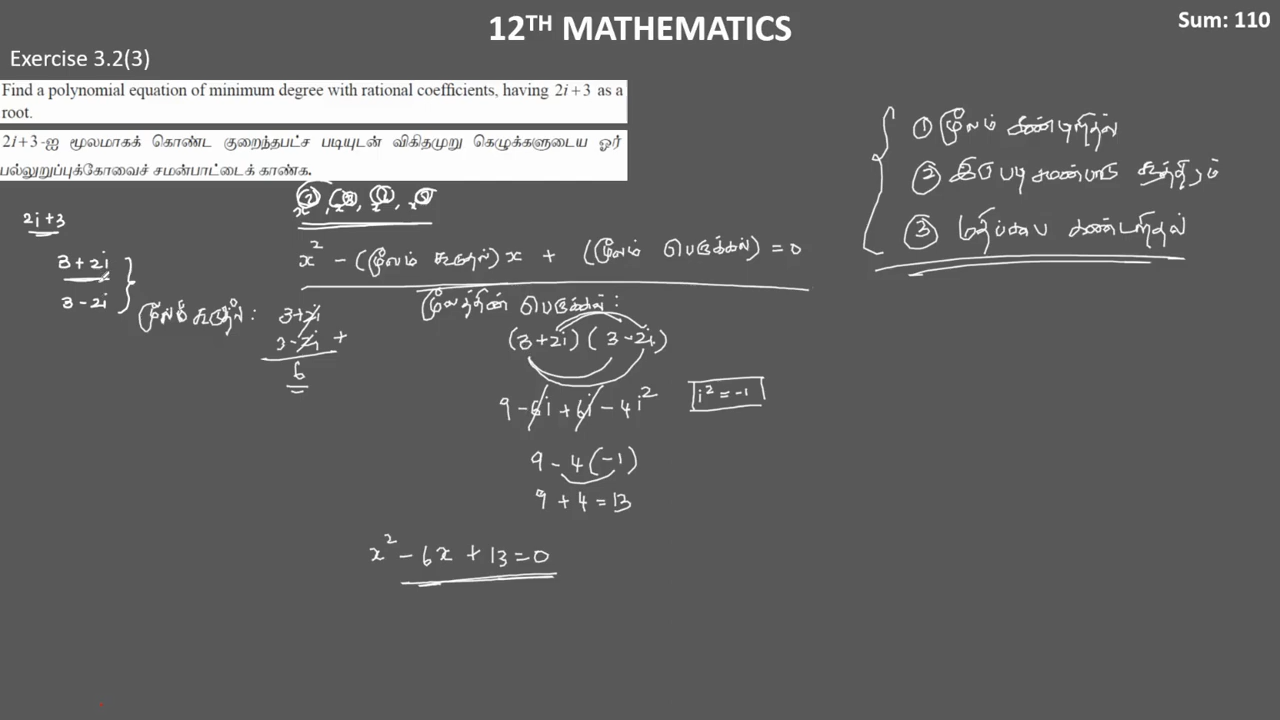 12TH MATHEMATICS
Sum: 110
Exercise 3.2(3)
Find a polynomial equation of minimum degree with rational coefficients, having 2i+3 as a
root.
2i+3-ஐ மூலமாகக் கொண்ட குறைந்தபட்ச படியுடன் விகிதமுறு கெழுக்களுடைய ஓர்
பல்லுறுப்புக்கோவைச் சமன்பாட்டைக் காண்க.
① மூலம் கண்டறிதல்
② இருபடி சமன்பாடு சூத்திரம்
③ மதிப்பை கண்டறிதல்
2i+3
3+2i
3-2i
x² - (மூலம் கூடுதல்) x + (மூலம் பெருக்கல்) = 0
மூலம் கூடுதல் :
3+2i
3-2i +
6
மூலத்தின் பெருக்கல் :
(3+2i) (3-2i)
9 - 6i + 6i - 4i²
i² = -1
9 - 4(-1)
9 + 4 = 13
x² - 6x + 13 = 0